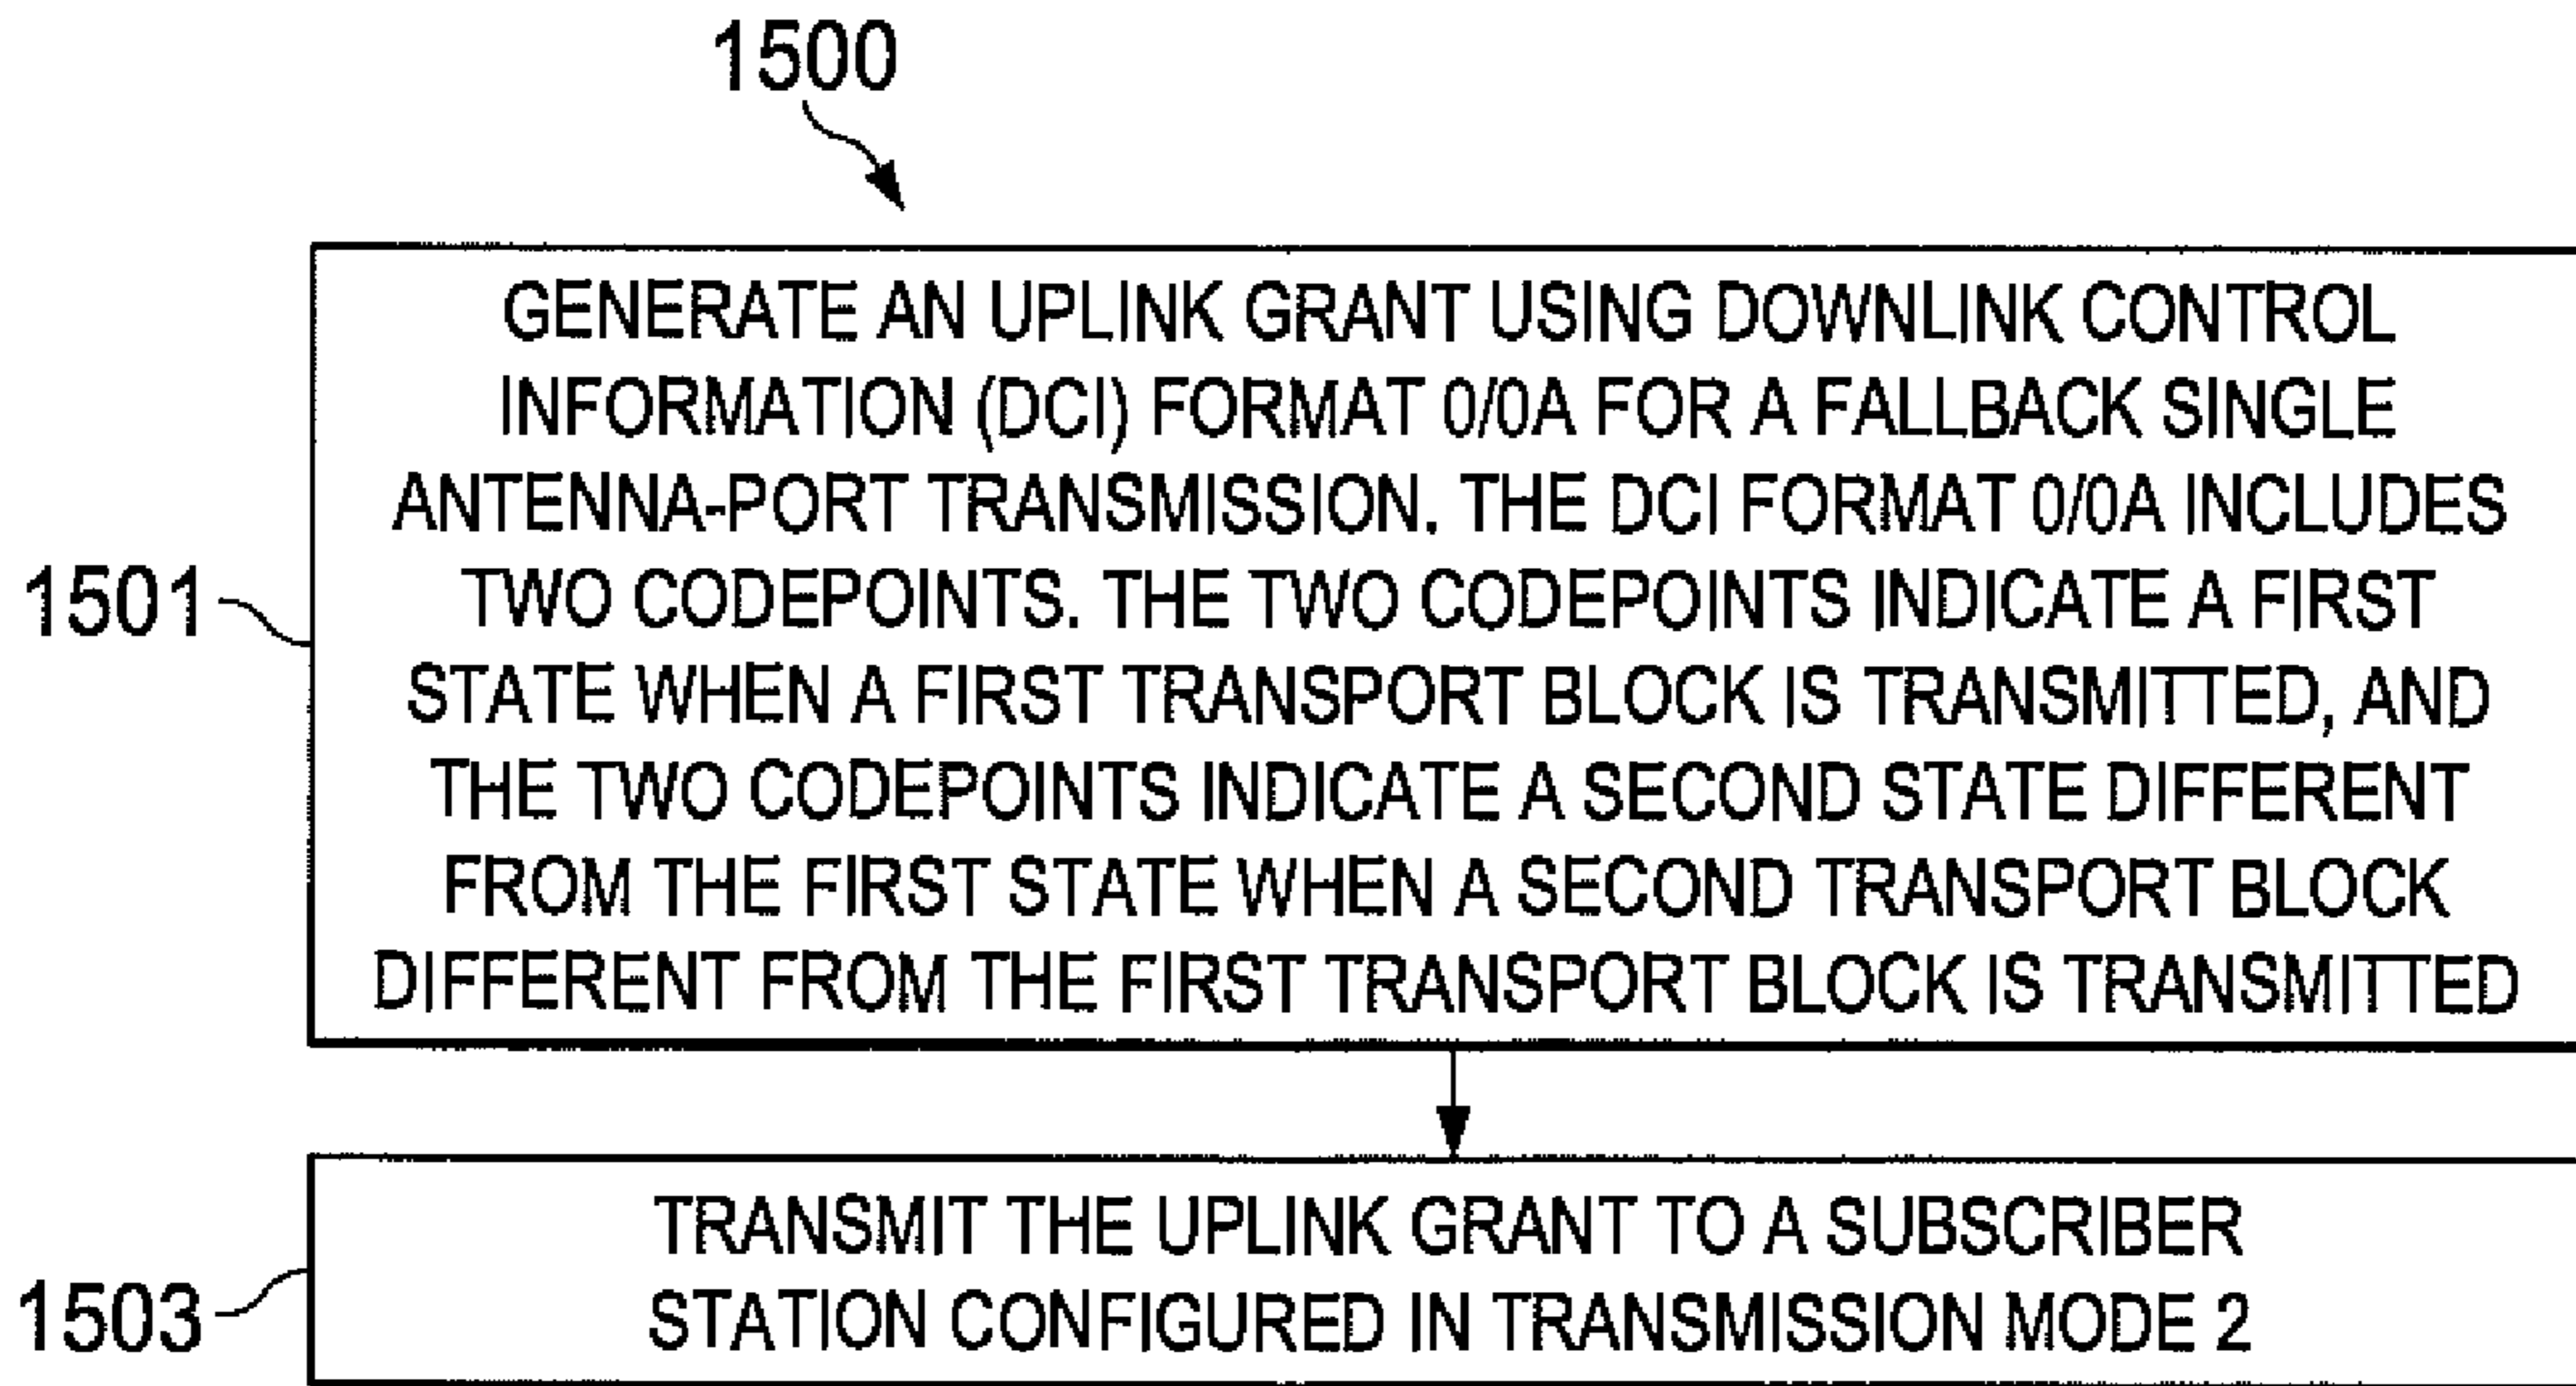 1500
1501
GENERATE AN UPLINK GRANT USING DOWNLINK CONTROL
INFORMATION (DCI) FORMAT 0/0A FOR A FALLBACK SINGLE
ANTENNA-PORT TRANSMISSION. THE DCI FORMAT 0/0A INCLUDES
TWO CODEPOINTS. THE TWO CODEPOINTS INDICATE A FIRST
STATE WHEN A FIRST TRANSPORT BLOCK IS TRANSMITTED, AND
THE TWO CODEPOINTS INDICATE A SECOND STATE DIFFERENT
FROM THE FIRST STATE WHEN A SECOND TRANSPORT BLOCK
DIFFERENT FROM THE FIRST TRANSPORT BLOCK IS TRANSMITTED
1503
TRANSMIT THE UPLINK GRANT TO A SUBSCRIBER
STATION CONFIGURED IN TRANSMISSION MODE 2